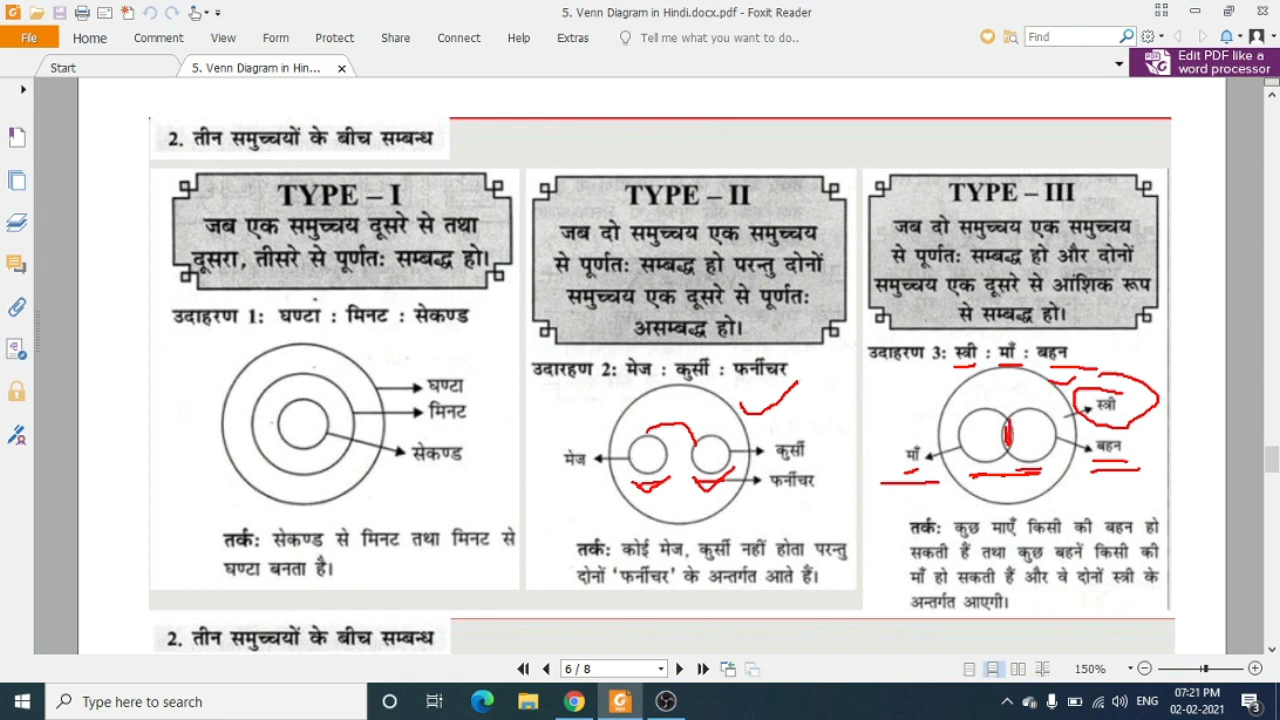 5. Venn Diagram in Hindi.docx.pdf - Foxit Reader
File Home Comment View Form Protect Share Connect Help Extras Tell me what you want to do.. Find
Edit PDF like a
word processor
Start
5. Venn Diagram in Hin...
2. तीन समुच्चयों के बीच सम्बन्ध
TYPE – I
जब एक समुच्चय दूसरे से तथा
दूसरा, तीसरे से पूर्णतः सम्बद्ध हो।
उदाहरण 1: घण्टा : मिनट : सेकण्ड
घण्टा
मिनट
सेकण्ड
तर्क: सेकण्ड से मिनट तथा मिनट से
घण्टा बनता है।
TYPE – II
जब दो समुच्चय एक समुच्चय
से पूर्णतः सम्बद्ध हो परन्तु दोनों
समुच्चय एक दूसरे से पूर्णतः
असम्बद्ध हो।
उदारहण 2: मेज : कुर्सी : फर्नीचर
मेज
कुर्सी
फर्नीचर
तर्क: कोई मेज, कुर्सी नहीं होता परन्तु
दोनों ‘फर्नीचर’ के अन्तर्गत आते हैं।
TYPE – III
जब दो समुच्चय एक समुच्चय
से पूर्णतः सम्बद्ध हो और दोनों
समुच्चय एक दूसरे से आंशिक रूप
से सम्बद्ध हो।
उदाहरण 3: स्त्री : माँ : बहन
स्त्री
माँ
बहन
तर्क: कुछ माएँ किसी की बहन हो
सकती हैं तथा कुछ बहनें किसी की
माँ हो सकती हैं और वे दोनों स्त्री के
अन्तर्गत आएगी।
2. तीन समुच्चयों के बीच सम्बन्ध
6 / 8
150%
Type here to search
ENG
07:21 PM
02-02-2021
3